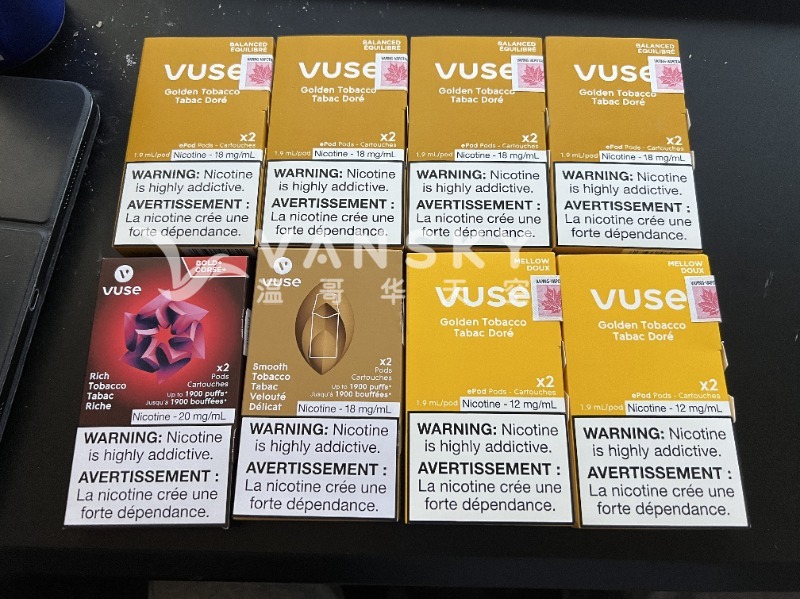 BALANCED
ÉQUILIBRÉ
vuse
Golden Tobacco
Tabac Doré
x2
ePod Pods - Cartouches
1.9 mL/pod
Nicotine - 18 mg/mL
WARNING: Nicotine
is highly addictive.
AVERTISSEMENT :
La nicotine crée une
forte dépendance.
BALANCED
ÉQUILIBRÉ
vuse
Golden Tobacco
Tabac Doré
x2
ePod Pods - Cartouches
1.9 mL/pod
Nicotine - 18 mg/mL
WARNING: Nicotine
is highly addictive.
AVERTISSEMENT :
La nicotine crée une
forte dépendance.
BALANCED
ÉQUILIBRÉ
vuse
Golden Tobacco
Tabac Doré
x2
ePod Pods - Cartouches
1.9 mL/pod
Nicotine - 18 mg/mL
WARNING: Nicotine
is highly addictive.
AVERTISSEMENT :
La nicotine crée une
forte dépendance.
BALANCED
ÉQUILIBRÉ
vuse
Golden Tobacco
Tabac Doré
x2
ePod Pods - Cartouches
1.9 mL/pod
Nicotine - 18 mg/mL
WARNING: Nicotine
is highly addictive.
AVERTISSEMENT :
La nicotine crée une
forte dépendance.
VANSKY
溫哥华天空
BOLD+
CORSÉ+
vuse
Rich
Tobacco
Tabac
Riche
x2
Pods
Cartouches
Up to 1900 puffs*
Jusqu'à 1900 bouffées*
Nicotine - 20 mg/mL
WARNING: Nicotine
is highly addictive.
AVERTISSEMENT :
La nicotine crée une
forte dépendance.
vuse
Smooth
Tobacco
Tabac
Velouté
Délicat
x2
Pods
Cartouches
Up to 1900 puffs*
Jusqu'à 1900 bouffées*
Nicotine - 18 mg/mL
WARNING: Nicotine
is highly addictive.
AVERTISSEMENT :
La nicotine crée une
forte dépendance.
MELLOW
DOUX
vuse
Golden Tobacco
Tabac Doré
x2
ePod Pods - Cartouches
1.9 mL/pod
Nicotine - 12 mg/mL
WARNING: Nicotine
is highly addictive.
AVERTISSEMENT :
La nicotine crée une
forte dépendance.
MELLOW
DOUX
vuse
Golden Tobacco
Tabac Doré
x2
ePod Pods - Cartouches
1.9 mL/pod
Nicotine - 12 mg/mL
WARNING: Nicotine
is highly addictive.
AVERTISSEMENT :
La nicotine crée une
forte dépendance.